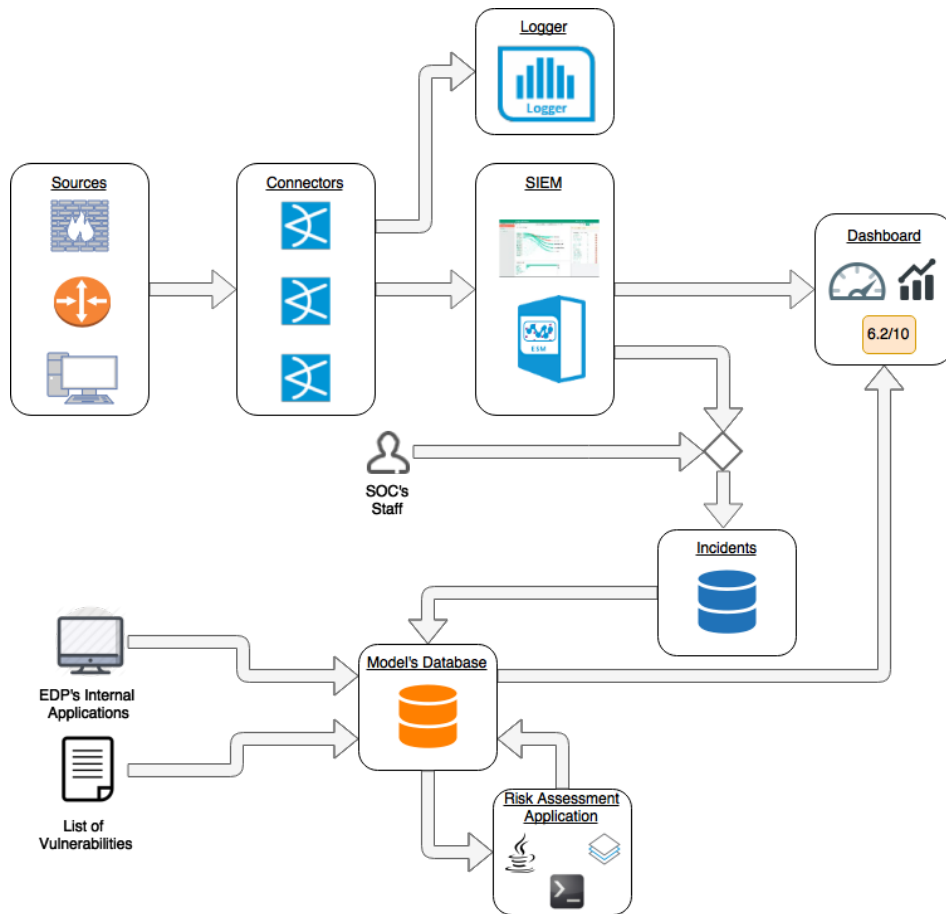 Logger
Logger
Sources
Connectors
SIEM
Dashboard
ESM
6.2/10
SOC's
Staff
Incidents
Model's Database
EDP's Internal
Applications
List of
Vulnerabilities
Risk Assessment
Application
>_